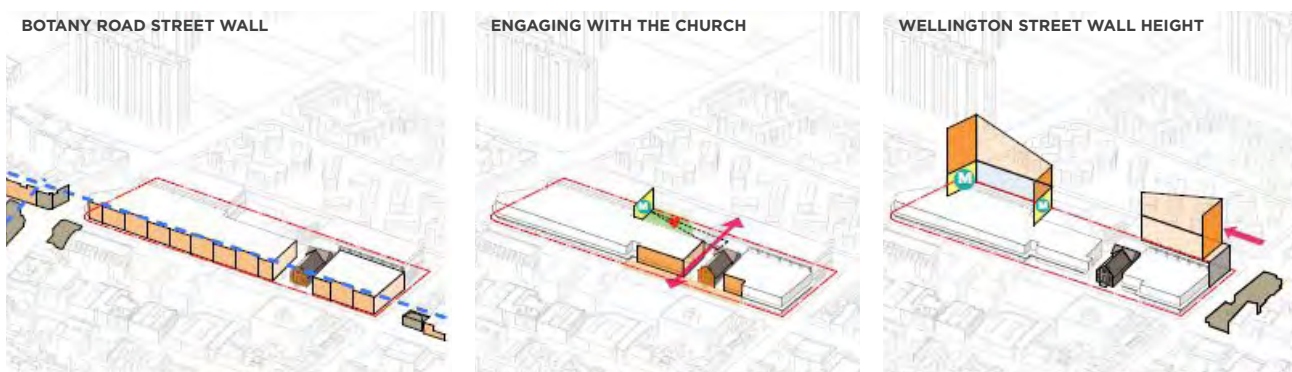 BOTANY ROAD STREET WALL
ENGAGING WITH THE CHURCH
WELLINGTON STREET WALL HEIGHT
M
M
M